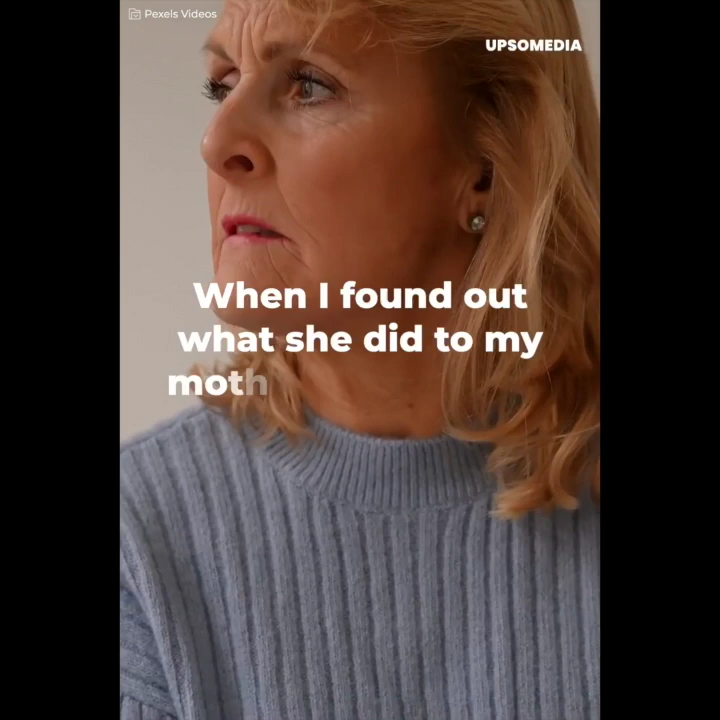 Pexels Videos
UPSOMEDIA
When I found out
what she did to my
moth